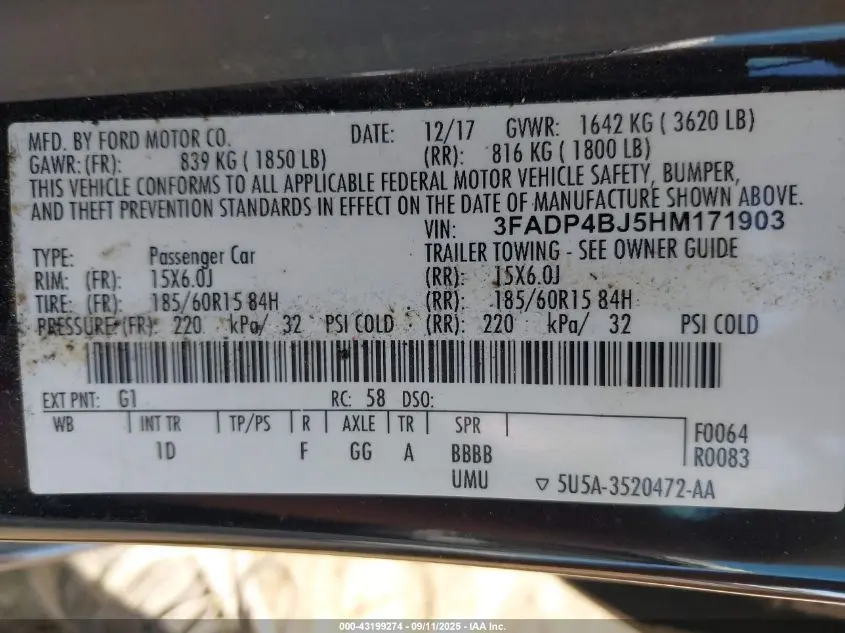 MFD. BY FORD MOTOR CO. DATE: 12/17 GVWR: 1642 KG ( 3620 LB)
GAWR: (FR): 839 KG ( 1850 LB) (RR): 816 KG ( 1800 LB)
THIS VEHICLE CONFORMS TO ALL APPLICABLE FEDERAL MOTOR VEHICLE SAFETY, BUMPER,
AND THEFT PREVENTION STANDARDS IN EFFECT ON THE DATE OF MANUFACTURE SHOWN ABOVE.
VIN: 3FADP4BJ5HM171903
TYPE: Passenger Car TRAILER TOWING - SEE OWNER GUIDE
RIM: (FR): 15X6.0J (RR): 15X6.0J
TIRE: (FR): 185/60R15 84H (RR): 185/60R15 84H
PRESSURE: (FR): 220 kPa/ 32 PSI COLD (RR): 220 kPa/ 32 PSI COLD
EXT PNT: G1 RC: 58 DSO:
WB INT TR TP/PS R AXLE TR SPR
1D F GG A BBBB
UMU
F0064
R0083
5U5A-3520472-AA
000-43199274 - 09/11/2025 - IAA Inc.